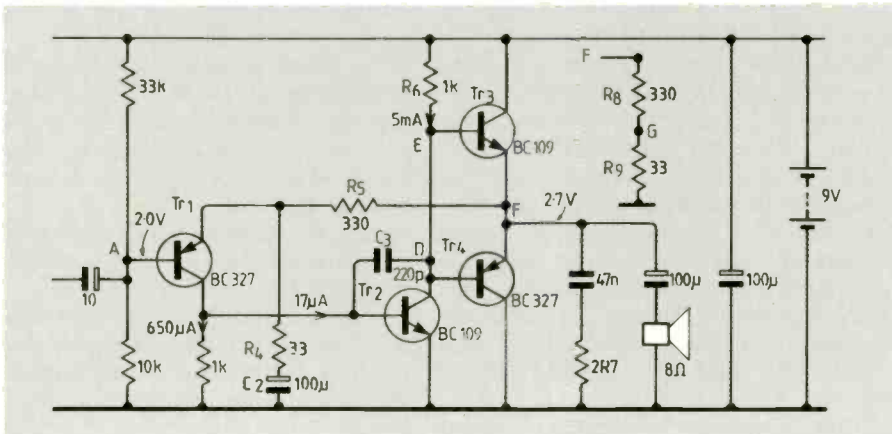 33k
R6
1k
Tr3
F
R8
330
5mA
E
BC109
G
R9
33
9V
2·0V
Tr1
R5
330
F
2·7V
A
C3
D
Tr4
BC327
220p
17µA
Tr2
BC327
47n
100µ
100µ
10
650µA
BC109
R4
33
10k
1k
C2
100µ
2R7
8Ω